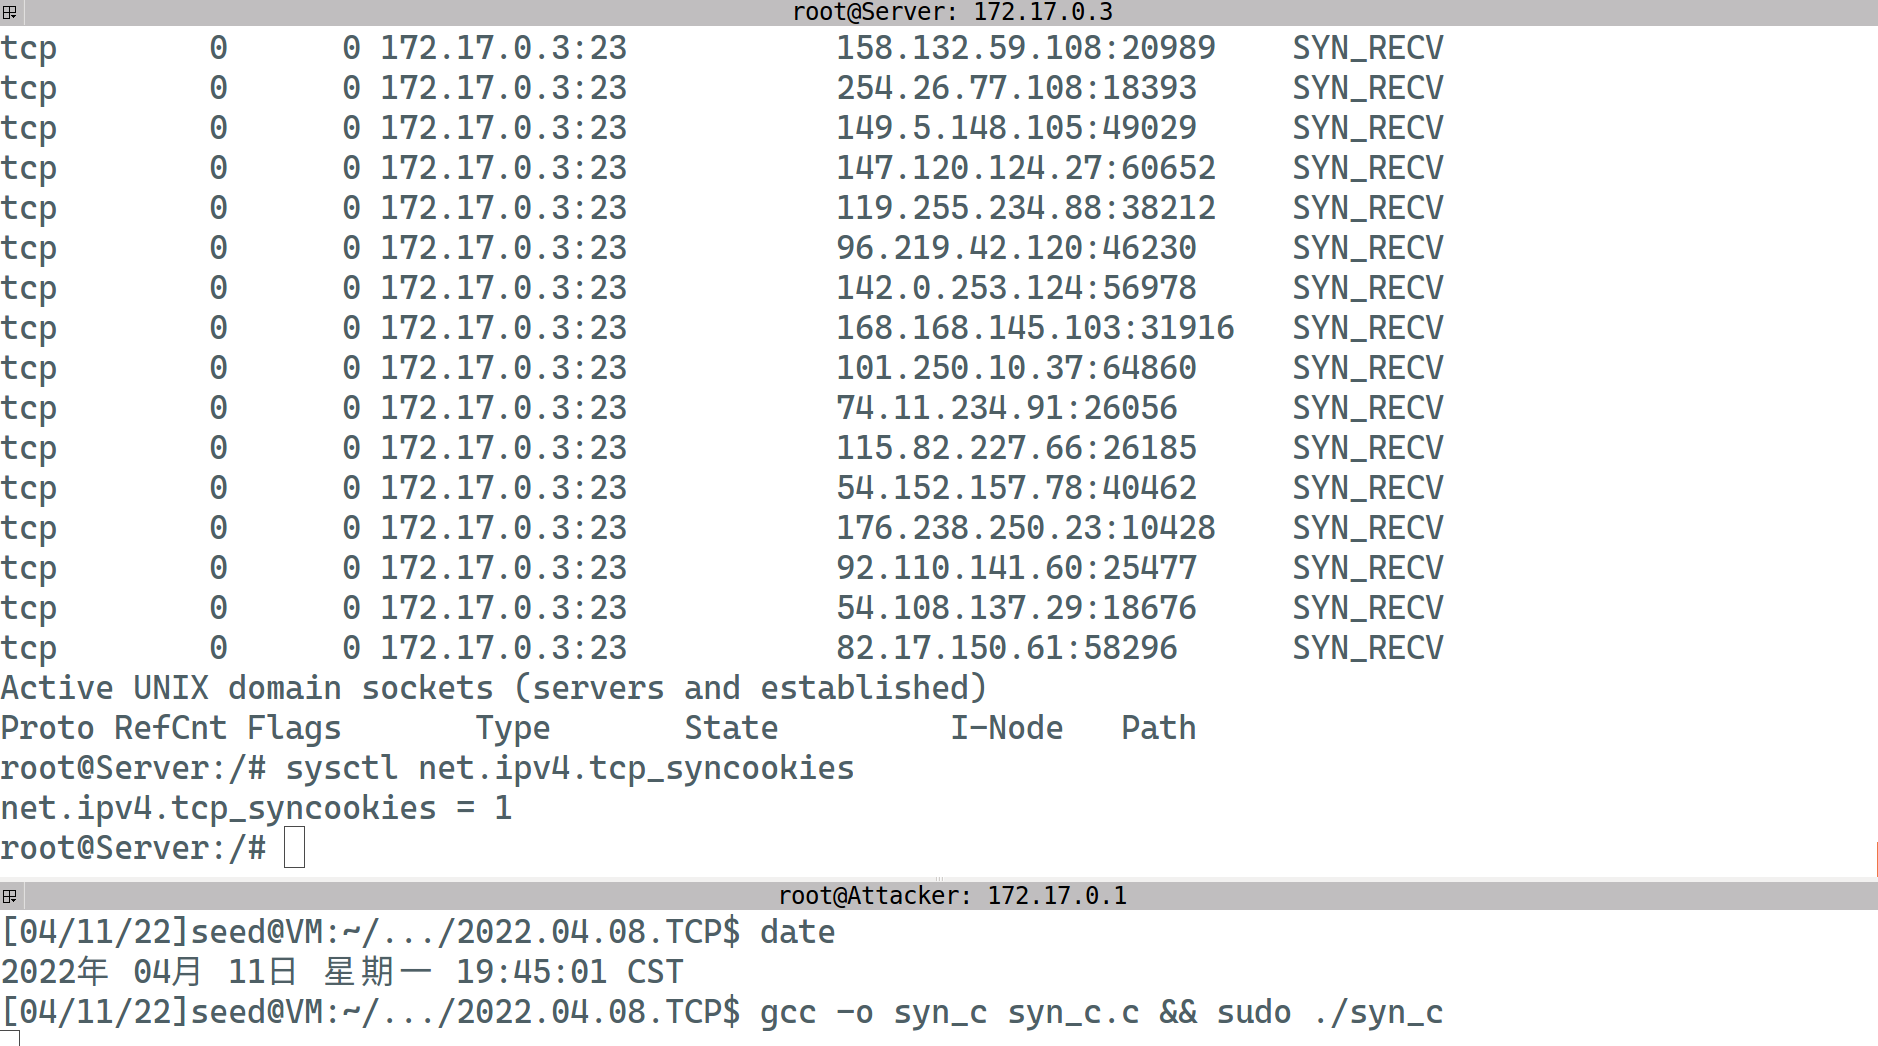 root@Server: 172.17.0.3
tcp        0      0 172.17.0.3:23           158.132.59.108:20989    SYN_RECV
tcp        0      0 172.17.0.3:23           254.26.77.108:18393     SYN_RECV
tcp        0      0 172.17.0.3:23           149.5.148.105:49029     SYN_RECV
tcp        0      0 172.17.0.3:23           147.120.124.27:60652    SYN_RECV
tcp        0      0 172.17.0.3:23           119.255.234.88:38212    SYN_RECV
tcp        0      0 172.17.0.3:23           96.219.42.120:46230     SYN_RECV
tcp        0      0 172.17.0.3:23           142.0.253.124:56978     SYN_RECV
tcp        0      0 172.17.0.3:23           168.168.145.103:31916   SYN_RECV
tcp        0      0 172.17.0.3:23           101.250.10.37:64860     SYN_RECV
tcp        0      0 172.17.0.3:23           74.11.234.91:26056      SYN_RECV
tcp        0      0 172.17.0.3:23           115.82.227.66:26185     SYN_RECV
tcp        0      0 172.17.0.3:23           54.152.157.78:40462     SYN_RECV
tcp        0      0 172.17.0.3:23           176.238.250.23:10428    SYN_RECV
tcp        0      0 172.17.0.3:23           92.110.141.60:25477     SYN_RECV
tcp        0      0 172.17.0.3:23           54.108.137.29:18676     SYN_RECV
tcp        0      0 172.17.0.3:23           82.17.150.61:58296      SYN_RECV
Active UNIX domain sockets (servers and established)
Proto RefCnt Flags       Type       State         I-Node   Path
root@Server:/# sysctl net.ipv4.tcp_syncookies
net.ipv4.tcp_syncookies = 1
root@Server:/#
root@Attacker: 172.17.0.1
[04/11/22]seed@VM:~/.../2022.04.08.TCP$ date
2022年 04月 11日 星期一 19:45:01 CST
[04/11/22]seed@VM:~/.../2022.04.08.TCP$ gcc -o syn_c syn_c.c && sudo ./syn_c